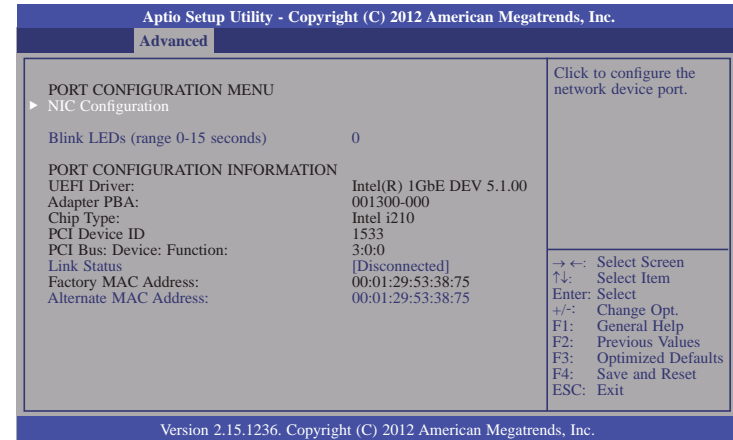 Aptio Setup Utility - Copyright (C) 2012 American Megatrends, Inc.
Advanced
PORT CONFIGURATION MENU
► NIC Configuration
Blink LEDs (range 0-15 seconds) 0
PORT CONFIGURATION INFORMATION
UEFI Driver: Intel(R) 1GbE DEV 5.1.00
Adapter PBA: 001300-000
Chip Type: Intel i210
PCI Device ID 1533
PCI Bus: Device: Function: 3:0:0
Link Status [Disconnected]
Factory MAC Address: 00:01:29:53:38:75
Alternate MAC Address: 00:01:29:53:38:75
Click to configure the
network device port.
→ ←: Select Screen
↑↓: Select Item
Enter: Select
+/-: Change Opt.
F1: General Help
F2: Previous Values
F3: Optimized Defaults
F4: Save and Reset
ESC: Exit
Version 2.15.1236. Copyright (C) 2012 American Megatrends, Inc.